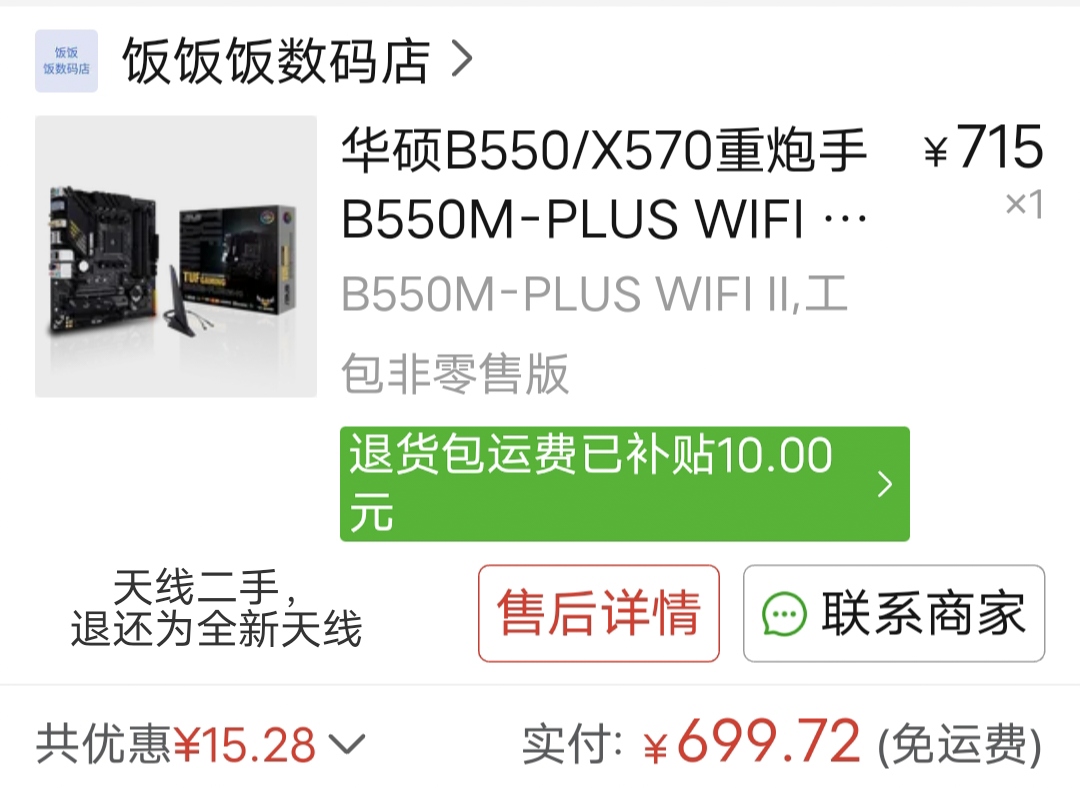 饭饭
饭数码店
饭饭饭数码店
华硕B550/X570重炮手
¥715
B550M-PLUS WIFI ···
×1
B550M-PLUS WIFI II,工
包非零售版
TUF GAMING
退货包运费已补贴10.00
元
天线二手，
退还为全新天线
售后详情
联系商家
共优惠¥15.28
实付: ¥699.72 (免运费)